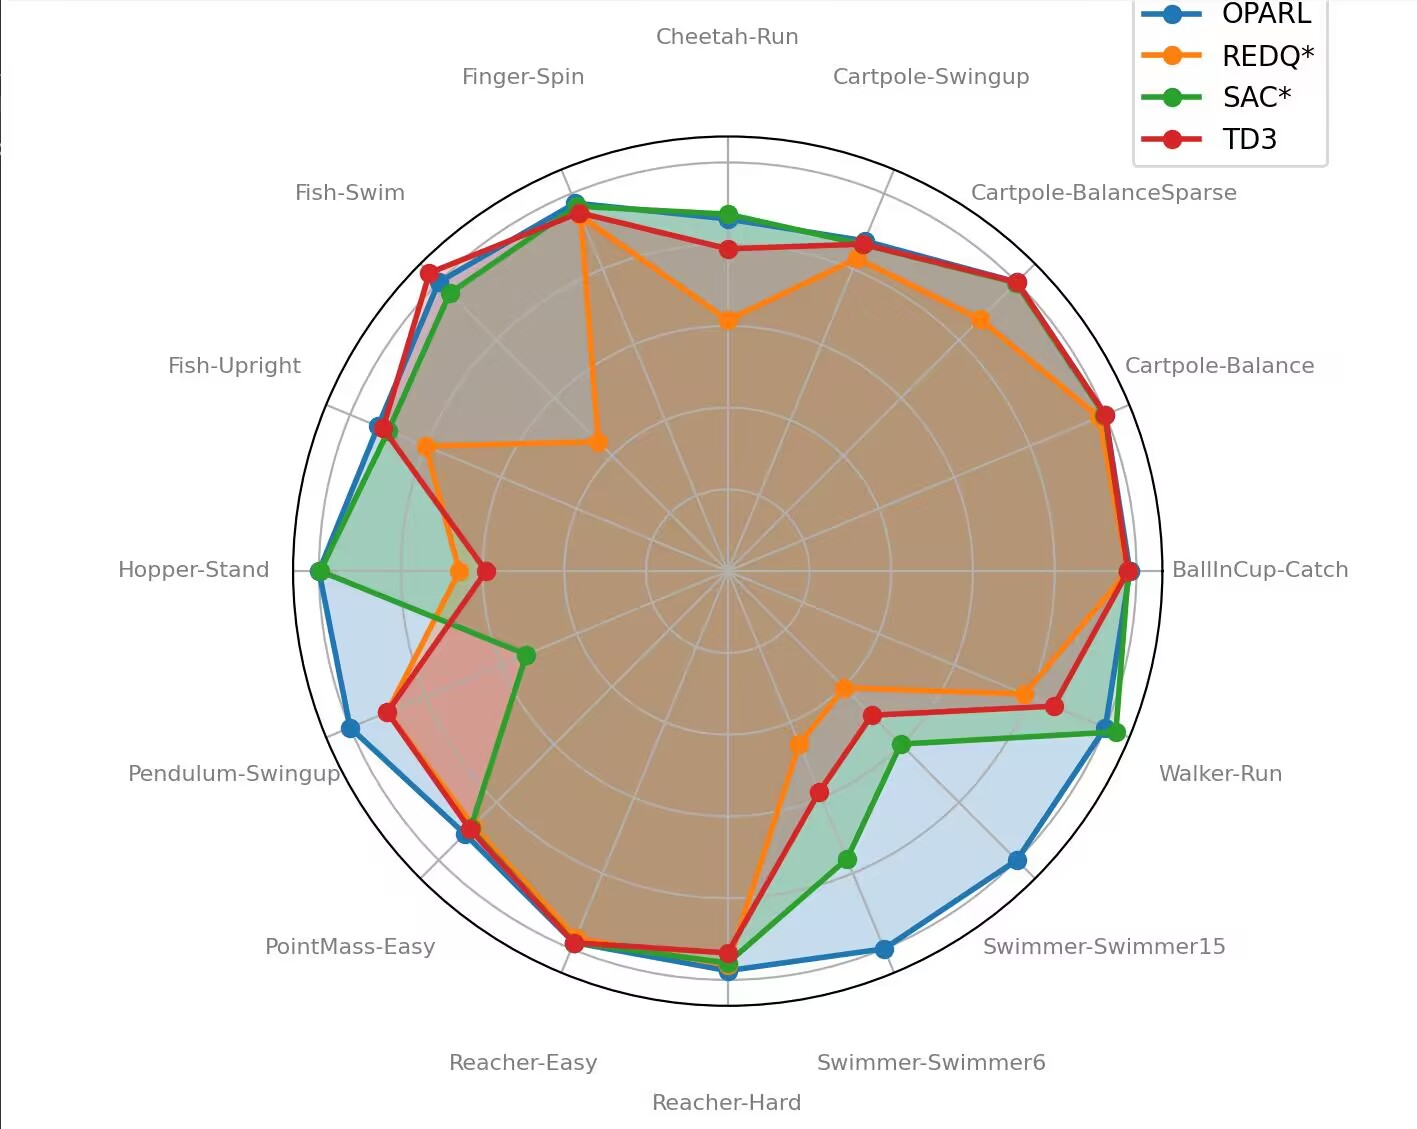 OPARL
REDQ*
SAC*
TD3
Cheetah-Run
Finger-Spin
Cartpole-Swingup
Fish-Swim
Cartpole-BalanceSparse
Fish-Upright
Cartpole-Balance
Hopper-Stand
BallInCup-Catch
Pendulum-Swingup
Walker-Run
PointMass-Easy
Swimmer-Swimmer15
Reacher-Easy
Swimmer-Swimmer6
Reacher-Hard